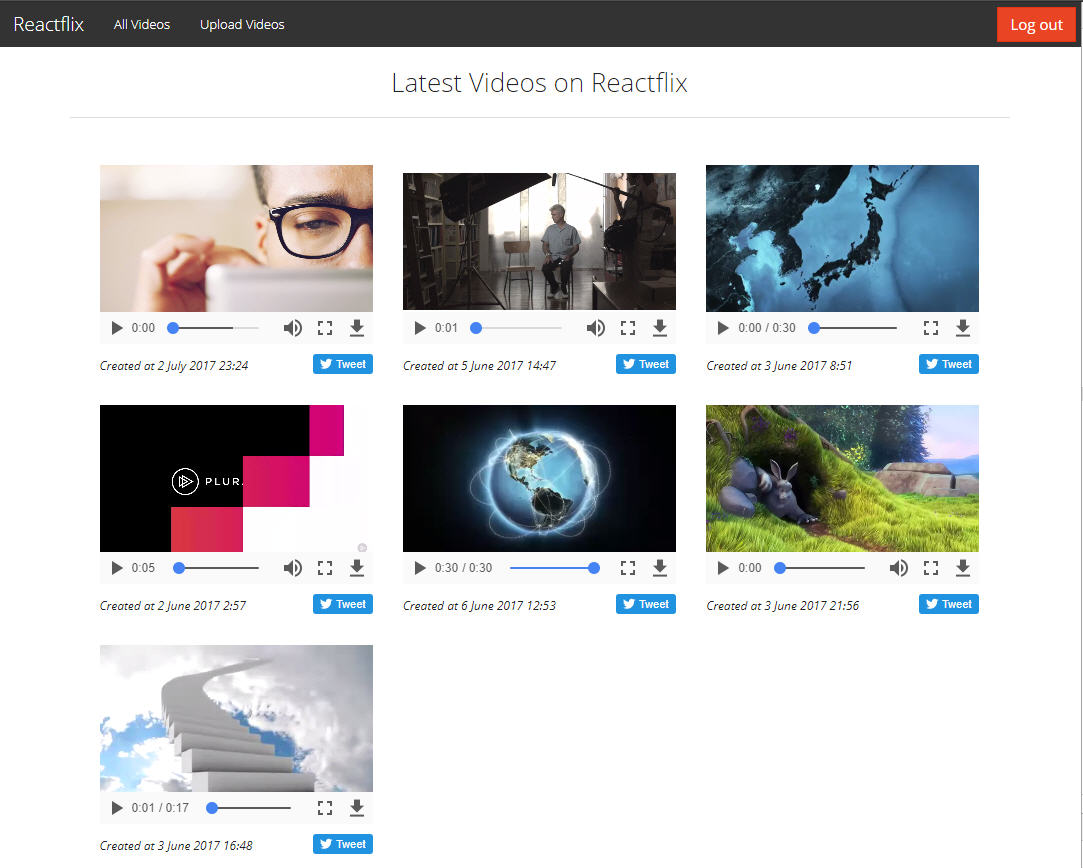 Reactflix All Videos Upload Videos Log out
Latest Videos on Reactflix
0:00
Created at 2 July 2017 23:24 Tweet
0:01
Created at 5 June 2017 14:47 Tweet
0:00 / 0:30
Created at 3 June 2017 8:51 Tweet
PLUR
0:05
Created at 2 June 2017 2:57 Tweet
0:30 / 0:30
Created at 6 June 2017 12:53 Tweet
0:00
Created at 3 June 2017 21:56 Tweet
0:01 / 0:17
Created at 3 June 2017 16:48 Tweet